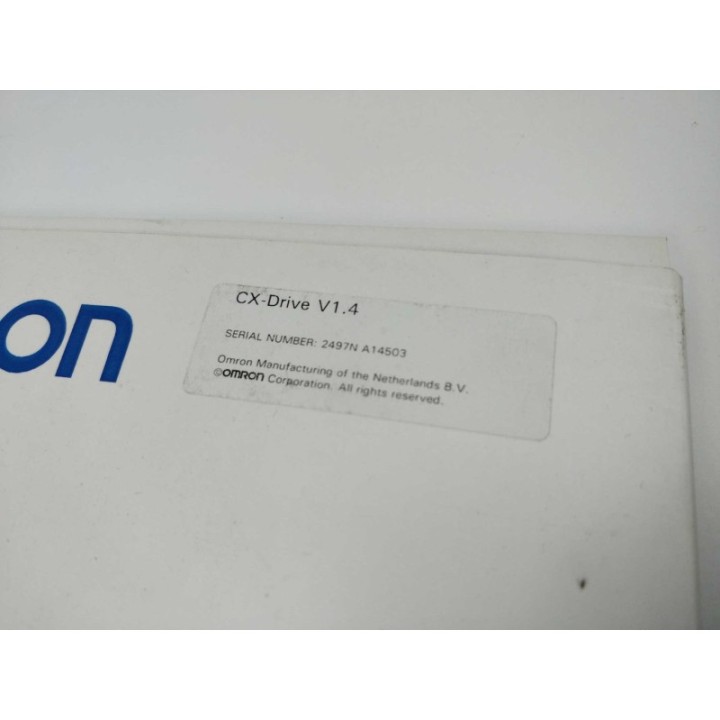 on
CX-Drive V1.4
SERIAL NUMBER: 2497N A14503
Omron Manufacturing of the Netherlands B.V.
©OMRON Corporation. All rights reserved.